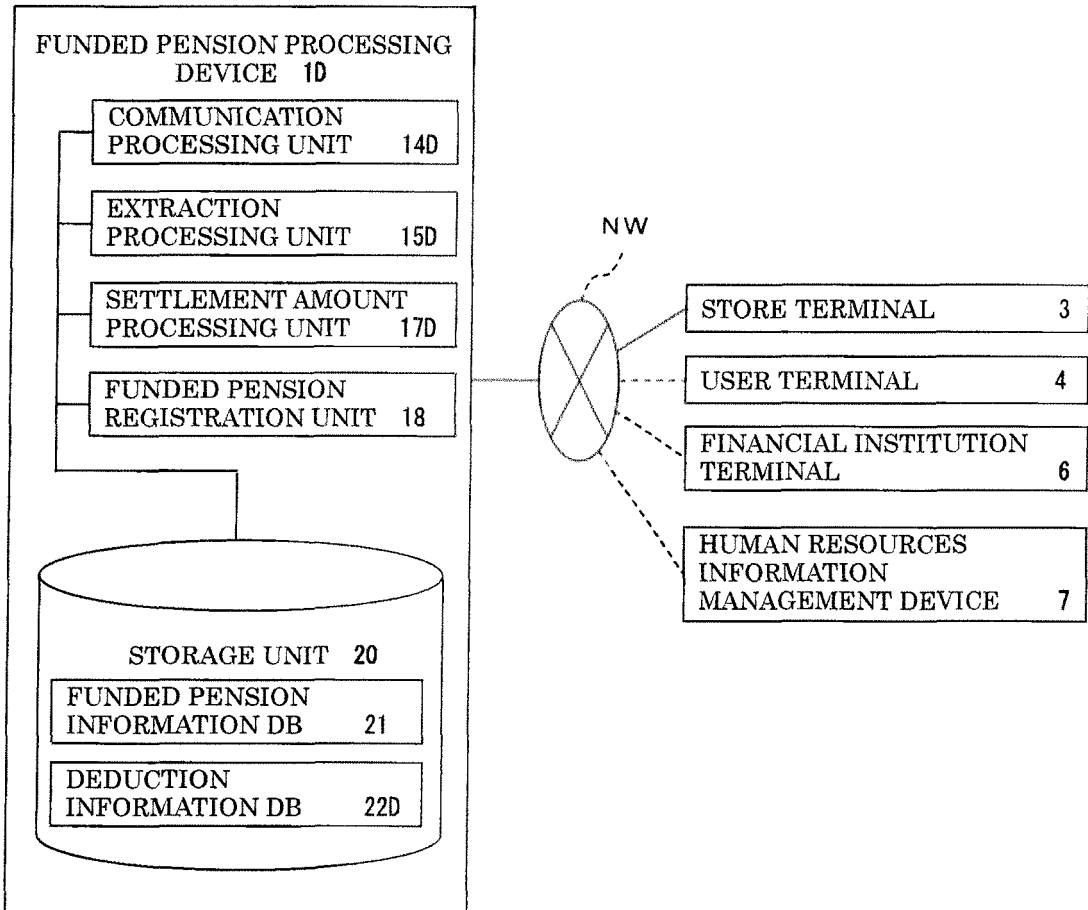 FUNDED PENSION PROCESSING
DEVICE 1D
COMMUNICATION
PROCESSING UNIT 14D
EXTRACTION
PROCESSING UNIT 15D
SETTLEMENT AMOUNT
PROCESSING UNIT 17D
FUNDED PENSION
REGISTRATION UNIT 18
STORAGE UNIT 20
FUNDED PENSION
INFORMATION DB 21
DEDUCTION
INFORMATION DB 22D
NW
STORE TERMINAL 3
USER TERMINAL 4
FINANCIAL INSTITUTION
TERMINAL 6
HUMAN RESOURCES
INFORMATION
MANAGEMENT DEVICE 7